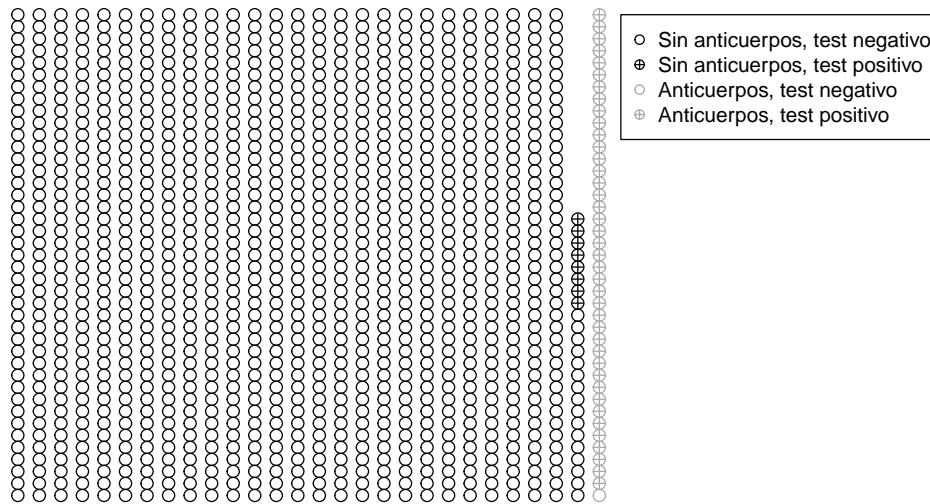 Sin anticuerpos, test negativo
Sin anticuerpos, test positivo
Anticuerpos, test negativo
Anticuerpos, test positivo